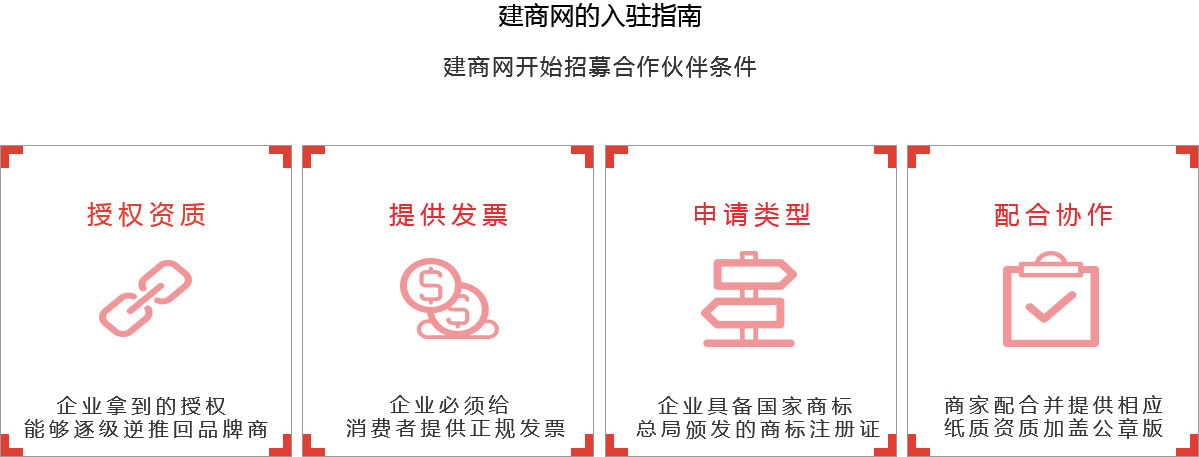 建商网的入驻指南
建商网开始招募合作伙伴条件
授权资质
企业拿到的授权
能够逐级逆推回品牌商
提供发票
企业必须给
消费者提供正规发票
申请类型
企业具备国家商标
总局颁发的商标注册证
配合协作
商家配合并提供相应
纸质资质加盖公章版